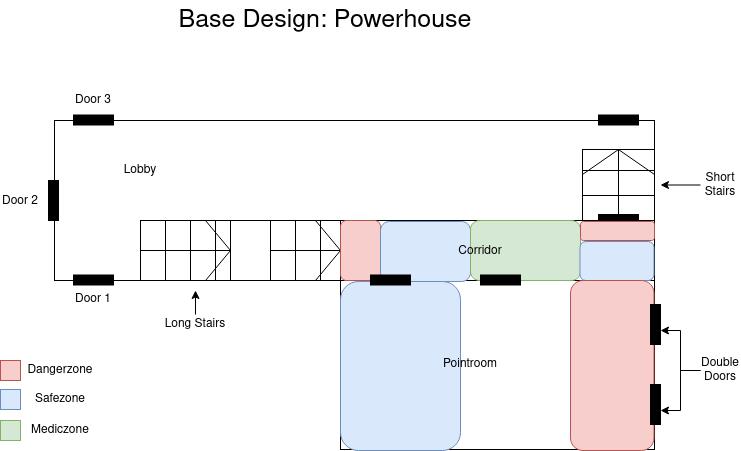 Base Design: Powerhouse
Door 3
Lobby
Door 2
Short
Stairs
Corridor
Door 1
Long Stairs
Pointroom
Double
Doors
Dangerzone
Safezone
Mediczone